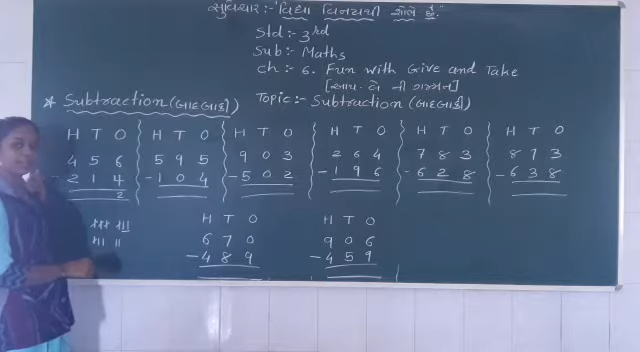 સુવિચાર :- "વિદ્યા વિનયથી શોભે છે."
Std :- 3rd
Sub :- Maths
Ch :- 6. Fun with Give and Take
* Subtraction (બાદબાકી)
Topic :- Subtraction (બાદબાકી)
H T O H T O H T O H T O H T O H T O
4 5 6 5 9 5 9 0 3 2 6 4 7 8 3 8 7 3
- 2 1 4 - 1 0 4 - 5 0 2 - 1 9 6 - 6 2 8 - 6 3 8
2
H T O H T O
6 7 0 9 0 6
- 4 8 9 - 4 5 9